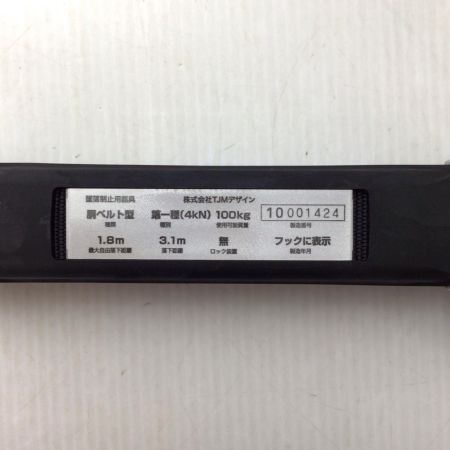 墜落制止用器具 株式会社TJMデザイン
胴ベルト型 第一種(4kN) 100kg 10001424
種類 種別 使用可能質量 製造番号
1.8m 3.1m 無 フックに表示
最大自由落下距離 落下距離 ロック装置 製造年月